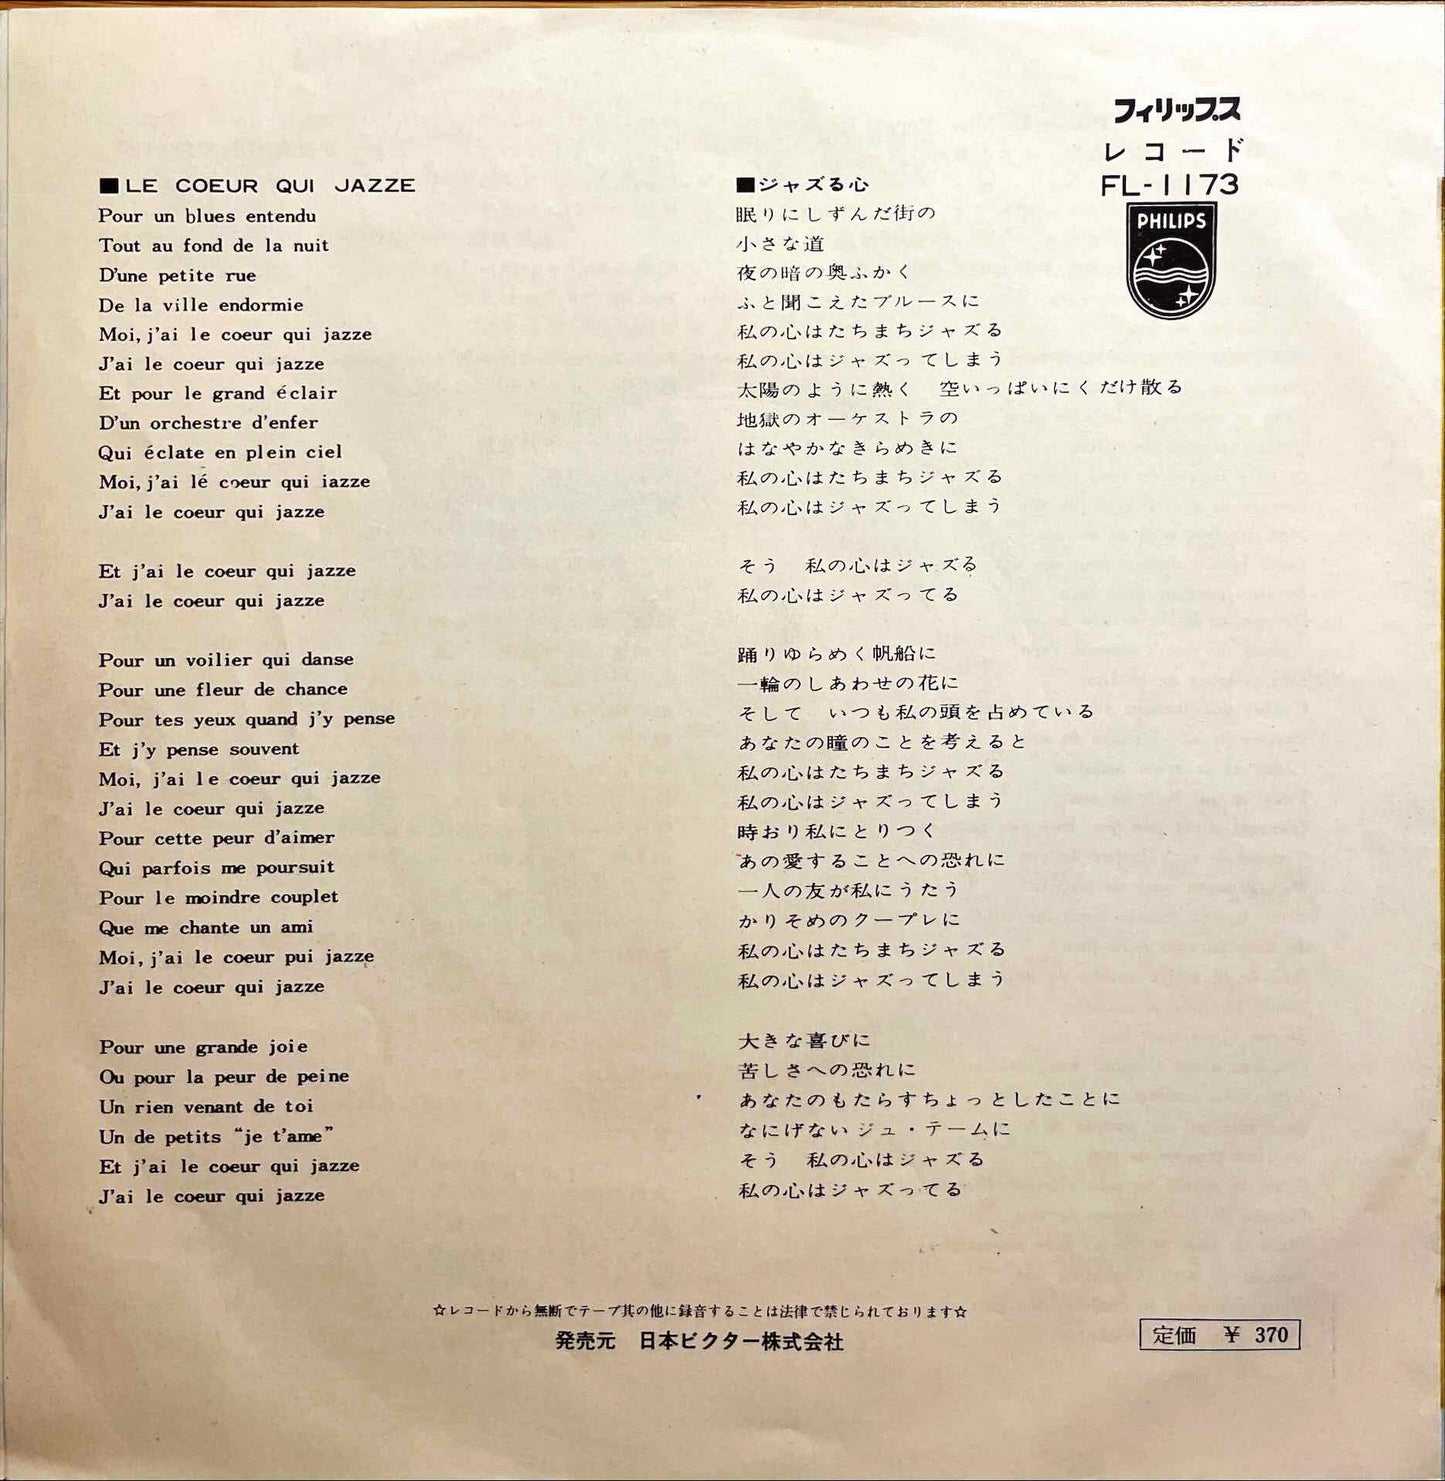 フィリップス
レコード
FL-1173
PHILIPS
■LE COEUR QUI JAZZE
Pour un blues entendu
Tout au fond de la nuit
D'une petite rue
De la ville endormie
Moi, j'ai le coeur qui jazze
J'ai le coeur qui jazze
Et pour le grand éclair
D'un orchestre d'enfer
Qui éclate en plein ciel
Moi, j'ai lé coeur qui iazze
J'ai le coeur qui jazze
Et j'ai le coeur qui jazze
J'ai le coeur qui jazze
Pour un voilier qui danse
Pour une fleur de chance
Pour tes yeux quand j'y pense
Et j'y pense souvent
Moi, j'ai le coeur qui jazze
J'ai le coeur qui jazze
Pour cette peur d'aimer
Qui parfois me poursuit
Pour le moindre couplet
Que me chante un ami
Moi, j'ai le coeur pui jazze
J'ai le coeur qui jazze
Pour une grande joie
Ou pour la peur de peine
Un rien venant de toi
Un de petits “je t'ame”
Et j'ai le coeur qui jazze
J'ai le coeur qui jazze
■ジャズる心
眠りにしずんだ街の
小さな道
夜の暗の奥ふかく
ふと聞こえたブルースに
私の心はたちまちジャズる
私の心はジャズってしまう
太陽のように熱く　空いっぱいにくだけ散る
地獄のオーケストラの
はなやかなきらめきに
私の心はたちまちジャズる
私の心はジャズってしまう
そう　私の心はジャズる
私の心はジャズってる
踊りゆらめく帆船に
一輪のしあわせの花に
そして　いつも私の頭を占めている
あなたの瞳のことを考えると
私の心はたちまちジャズる
私の心はジャズってしまう
時おり私にとりつく
あの愛することへの恐れに
一人の友が私にうたう
かりそめのクープレに
私の心はたちまちジャズる
私の心はジャズってしまう
大きな喜びに
苦しさへの恐れに
あなたのもたらすちょっとしたことに
なにげない ジュ・テームに
そう　私の心はジャズる
私の心はジャズってる
☆レコードから無断でテープ其の他に録音することは法律で禁じられております☆
発売元　日本ビクター株式会社
定価　¥ 370